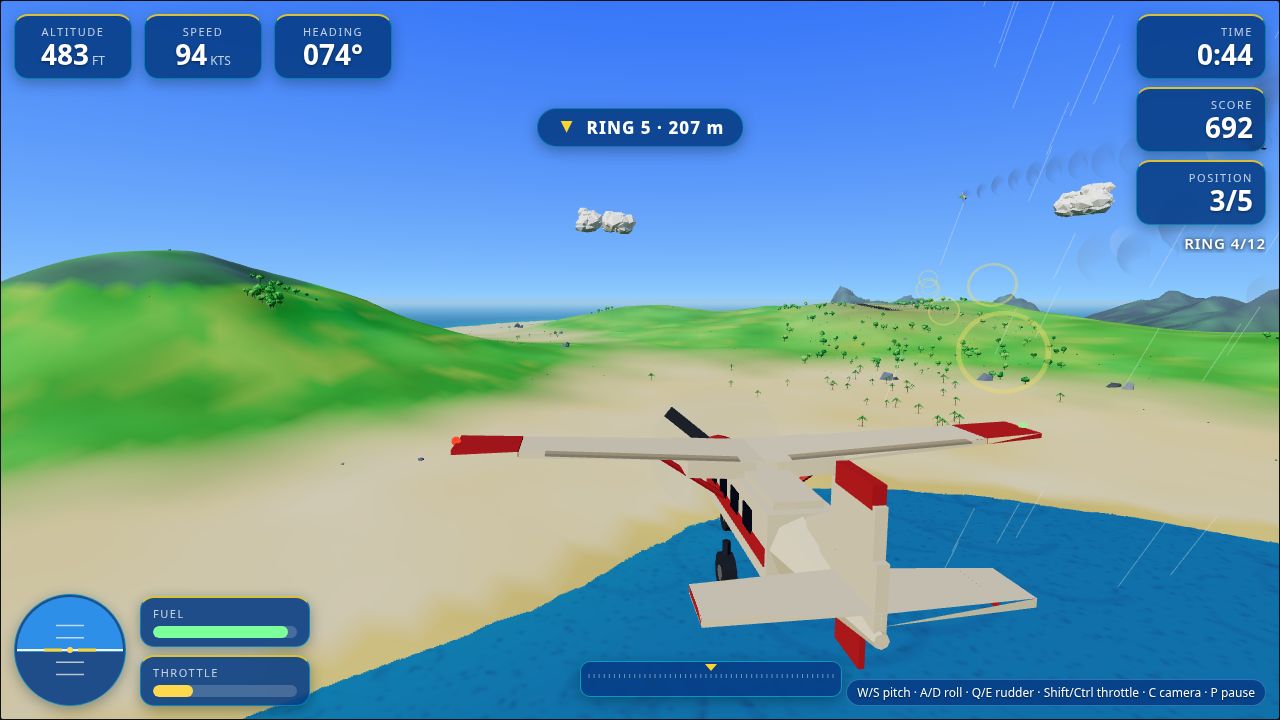 ALTITUDE
483 FT
SPEED
94 KTS
HEADING
074°
TIME
0:44
SCORE
692
POSITION
3/5
RING 4/12
RING 5 · 207 m
FUEL
THROTTLE
W/S pitch · A/D roll · Q/E rudder · Shift/Ctrl throttle · C camera · P pause